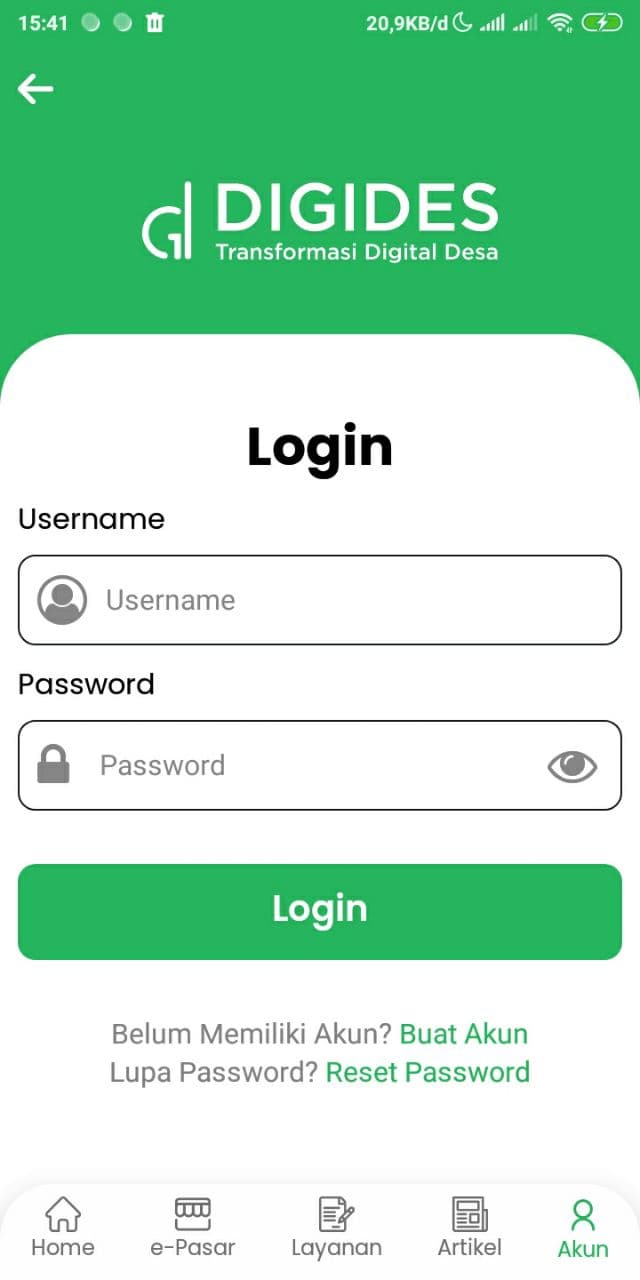 15:41
20,9KB/d
DIGIDES
Transformasi Digital Desa
Login
Username
Username
Password
Password
Login
Belum Memiliki Akun? Buat Akun
Lupa Password? Reset Password
Home e-Pasar Layanan Artikel Akun